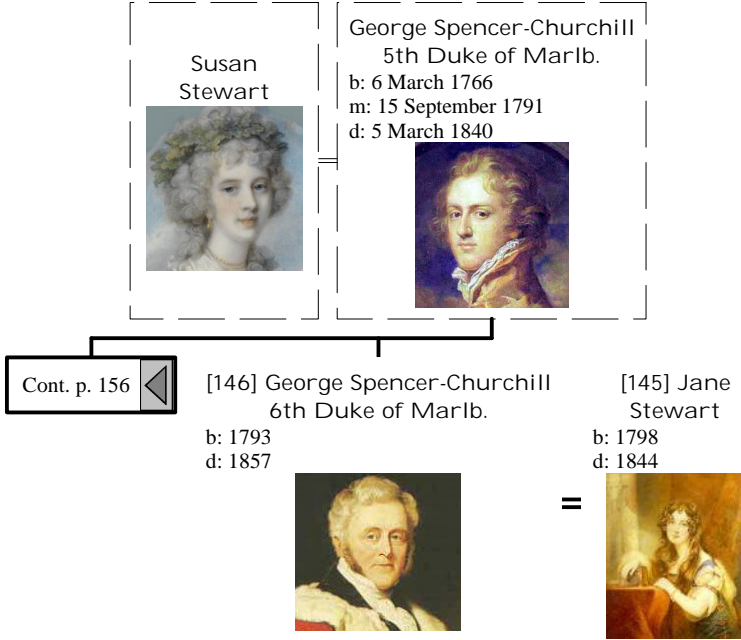 Susan
Stewart
George Spencer-Churchill
5th Duke of Marlb.
b: 6 March 1766
m: 15 September 1791
d: 5 March 1840
Cont. p. 156
[146] George Spencer-Churchill
6th Duke of Marlb.
b: 1793
d: 1857
=
[145] Jane
Stewart
b: 1798
d: 1844